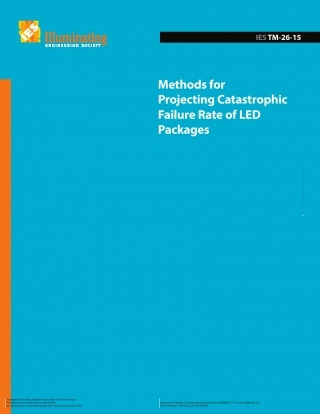 IES
Illuminating
ENGINEERING SOCIETY
IES TM-26-15
Methods for
Projecting Catastrophic
Failure Rate of LED
Packages